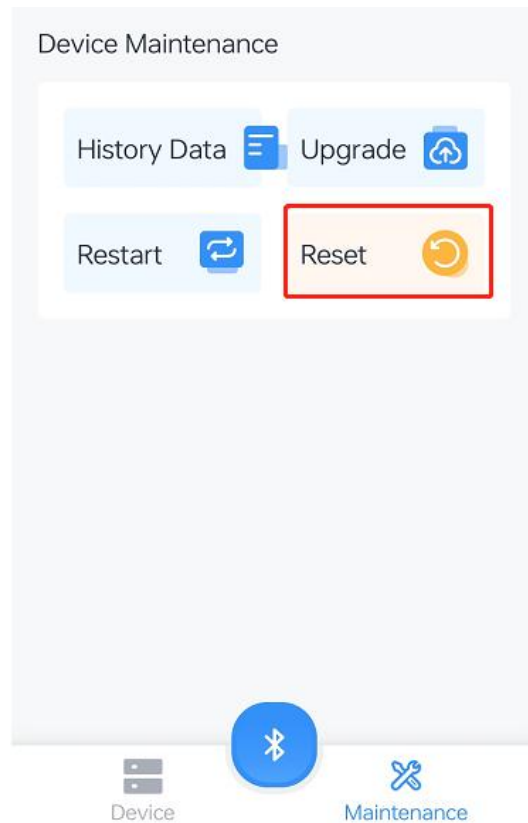 Device Maintenance
History Data
Upgrade
Restart
Reset
Device
Maintenance